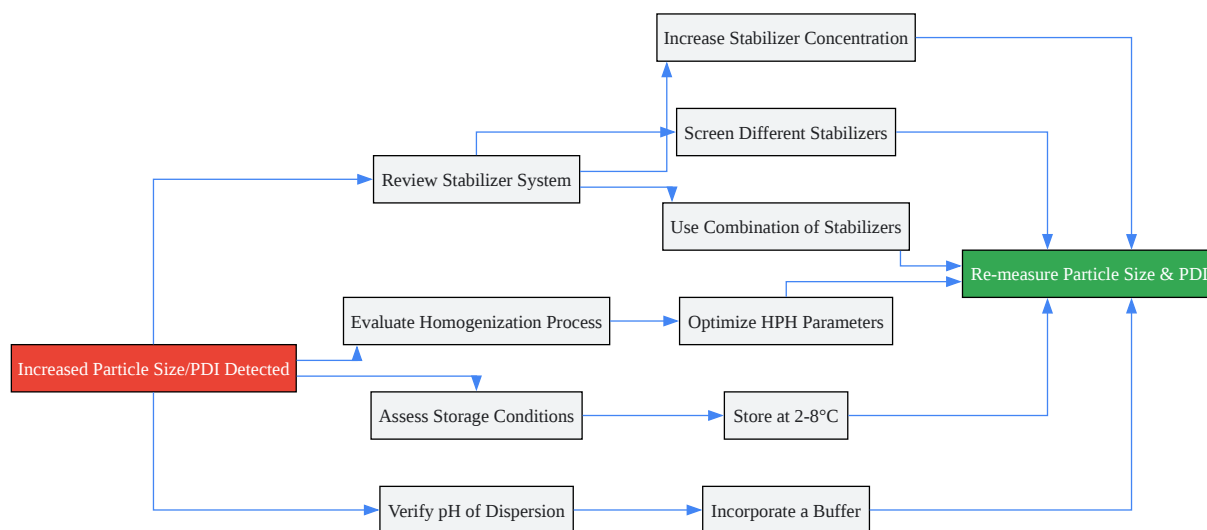 Increase Stabilizer Concentration
Screen Different Stabilizers
Review Stabilizer System
Use Combination of Stabilizers
Re-measure Particle Size & PDI
Evaluate Homogenization Process
Optimize HPH Parameters
Increased Particle Size/PDI Detected
Assess Storage Conditions
Store at 2-8°C
Verify pH of Dispersion
Incorporate a Buffer